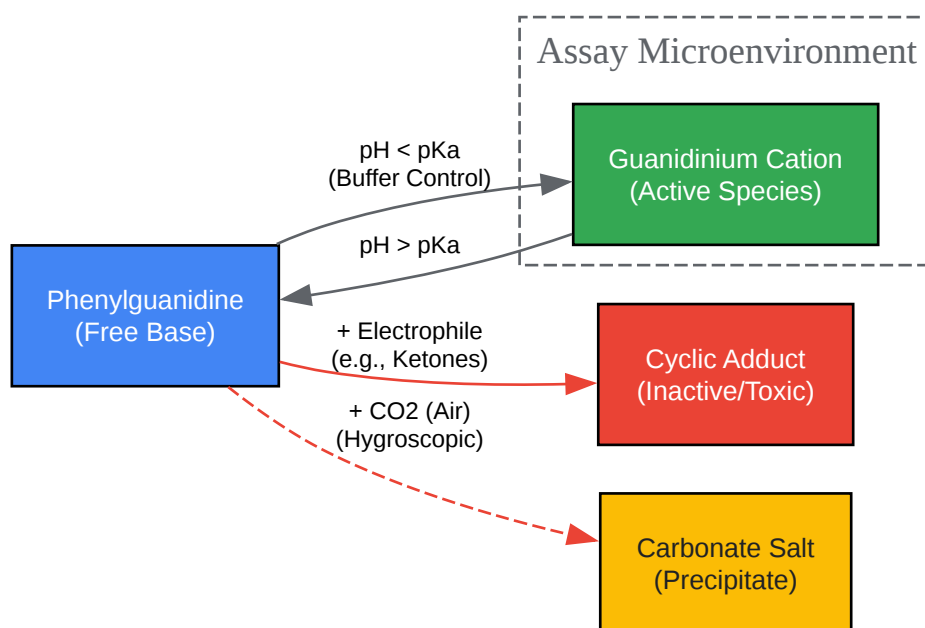 Assay Microenvironment
pH < pKa
(Buffer Control)
Guanidinium Cation
(Active Species)
pH > pKa
Phenylguanidine
(Free Base)
+ Electrophile
(e.g., Ketones)
Cyclic Adduct
(Inactive/Toxic)
+ CO2 (Air)
(Hygroscopic)
Carbonate Salt
(Precipitate)